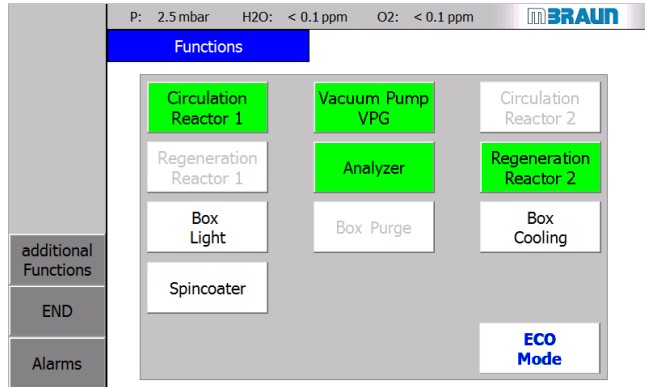 P: 2.5 mbar H2O: < 0.1 ppm O2: < 0.1 ppm MBRAUN
Functions
Circulation
Reactor 1
Vacuum Pump
VPG
Circulation
Reactor 2
Regeneration
Reactor 1
Analyzer
Regeneration
Reactor 2
Box
Light
Box Purge
Box
Cooling
Spincoater
ECO
Mode
additional
Functions
END
Alarms